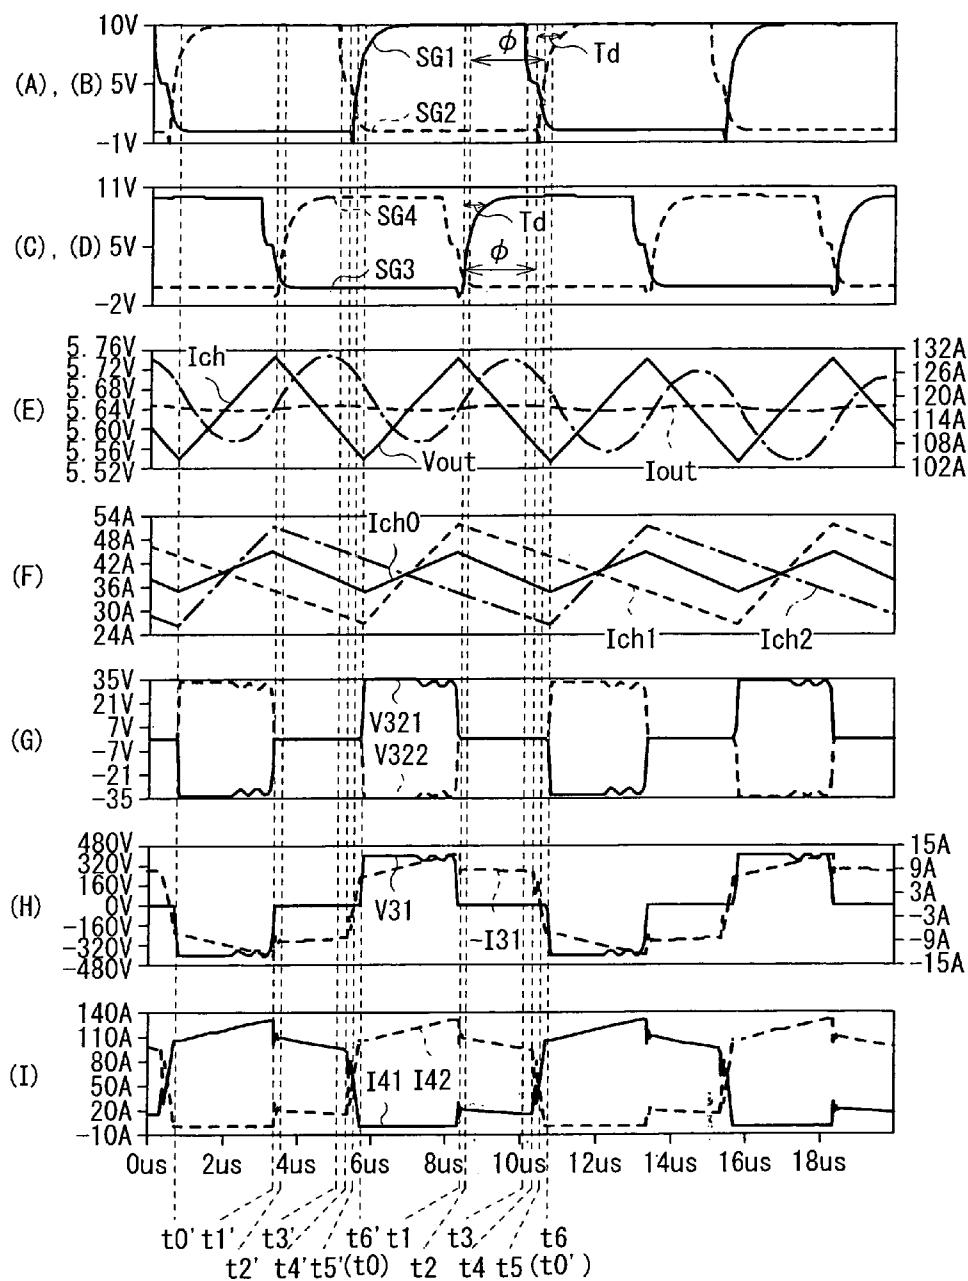 10V
(A), (B) 5V
-1V
SG1
SG2
ϕ
Td
11V
(C), (D) 5V
-2V
SG4
SG3
Td
ϕ
(E)
5.76V
5.72V
5.68V
5.64V
5.60V
5.56V
5.52V
Ich
Vout
Iout
132A
126A
120A
114A
108A
102A
(F)
54A
48A
42A
36A
30A
24A
Ich0
Ich1
Ich2
(G)
35V
21V
7V
-7V
-21
-35
V321
V322
(H)
480V
320V
160V
0V
-160V
-320V
-480V
V31
-I31
15A
9A
3A
-3A
-9A
-15A
(I)
140A
110A
80A
50A
20A
-10A
I41 I42
0us 2us 4us 6us 8us 10us 12us 14us 16us 18us
t0' t1' t3' t6' t1 t3 t6
t2' t4' t5' (t0) t2 t4 t5 (t0')